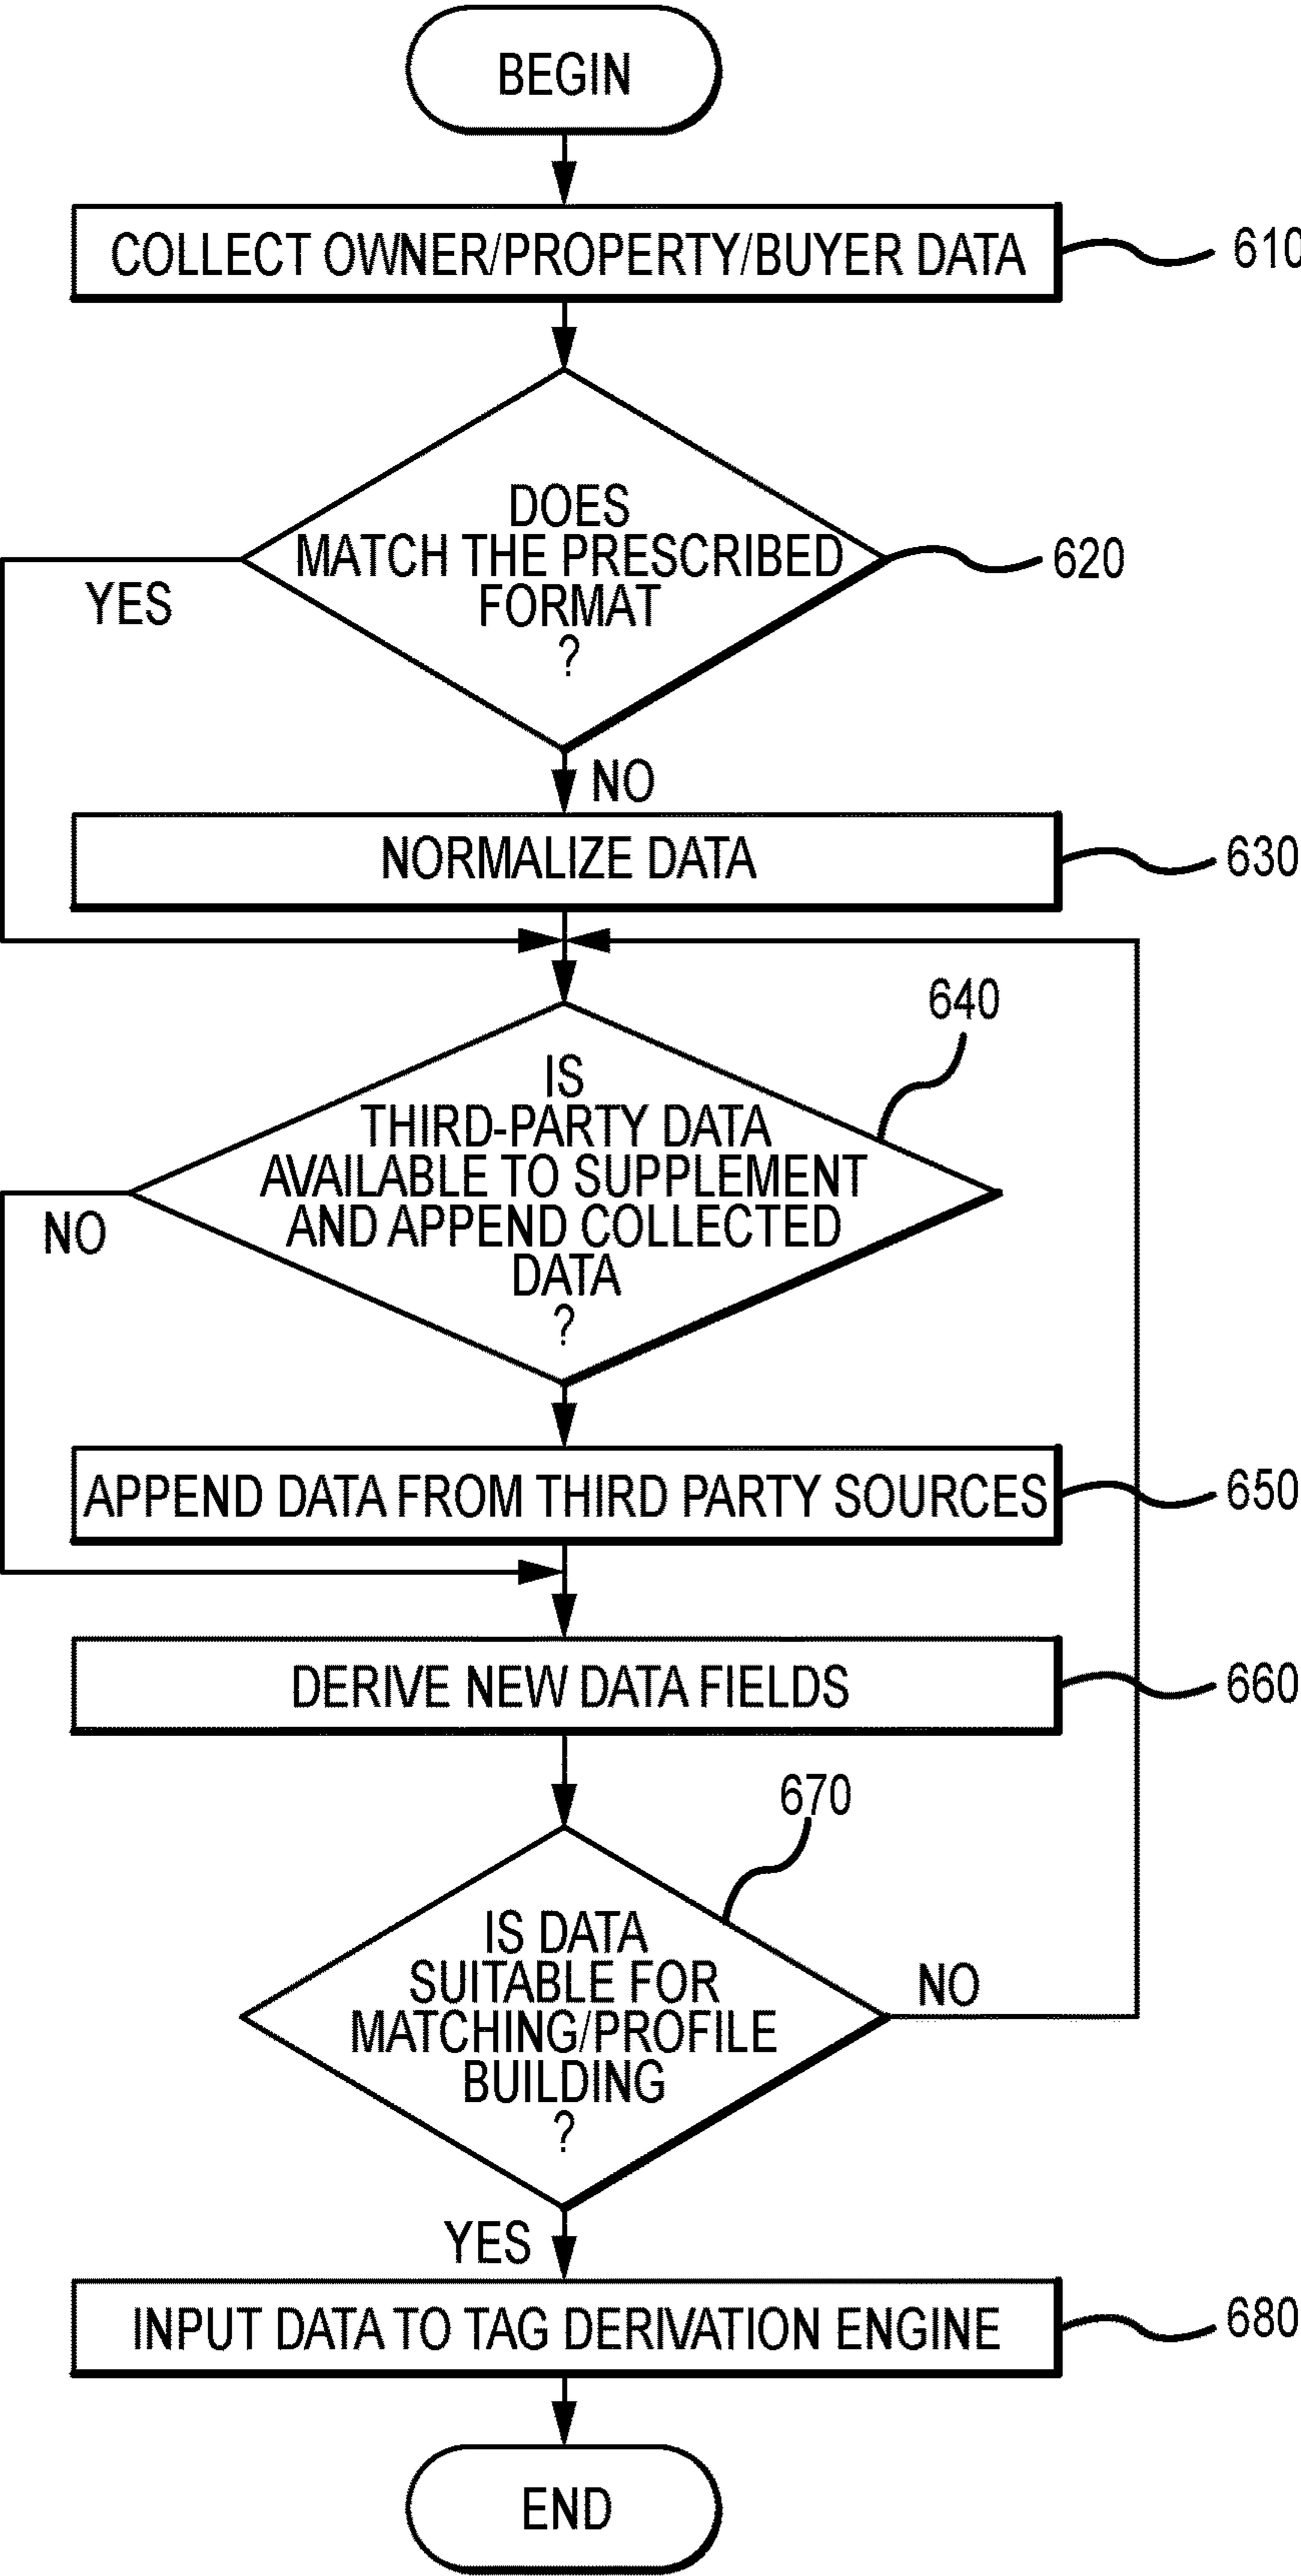 BEGIN
COLLECT OWNER/PROPERTY/BUYER DATA
610
DOES
MATCH THE PRESCRIBED
FORMAT
?
620
YES
NO
NORMALIZE DATA
630
640
IS
THIRD-PARTY DATA
AVAILABLE TO SUPPLEMENT
AND APPEND COLLECTED
DATA
?
NO
APPEND DATA FROM THIRD PARTY SOURCES
650
DERIVE NEW DATA FIELDS
660
670
IS DATA
SUITABLE FOR
MATCHING/PROFILE
BUILDING
?
NO
YES
INPUT DATA TO TAG DERIVATION ENGINE
680
END